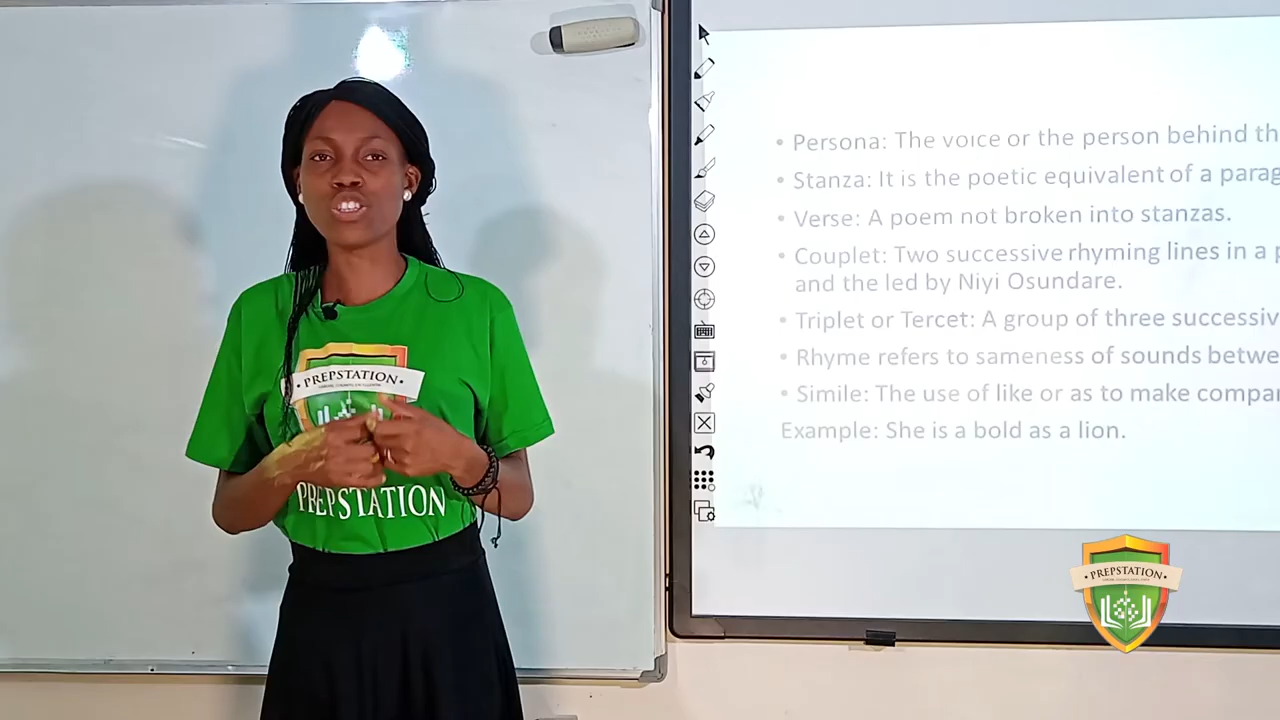 • Persona: The voice or the person behind th
• Stanza: It is the poetic equivalent of a parag
• Verse: A poem not broken into stanzas.
• Couplet: Two successive rhyming lines in a p
and the led by Niyi Osundare.
• Triplet or Tercet: A group of three successiv
• Rhyme refers to sameness of sounds betwe
• Simile: The use of like or as to make compar
Example: She is a bold as a lion.
• PREPSTATION •
PREPSTATION
• PREPSTATION •